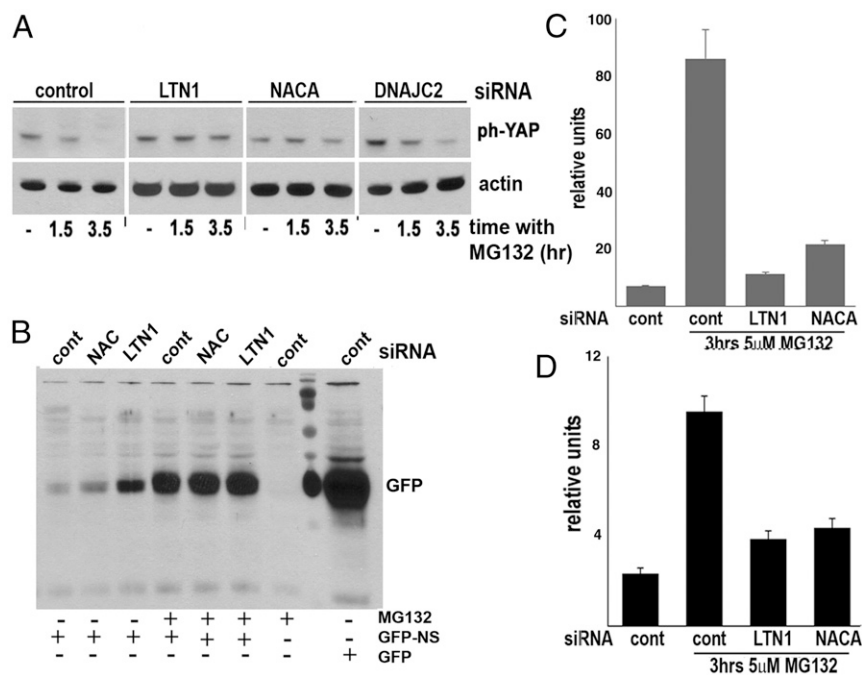 A
control LTN1 NACA DNAJC2 siRNA
ph-YAP
actin
- 1.5 3.5 - 1.5 3.5 - 1.5 3.5 - 1.5 3.5 time with
MG132 (hr)
B
cont NAC LTN1 cont NAC LTN1 cont cont siRNA
GFP
- - - + + + + - MG132
+ + + + + + - - GFP-NS
- - - - - - - + GFP
C
relative units
100
80
60
40
20
siRNA cont cont LTN1 NACA
3hrs 5µM MG132
D
relative units
12
8
4
siRNA cont cont LTN1 NACA
3hrs 5µM MG132